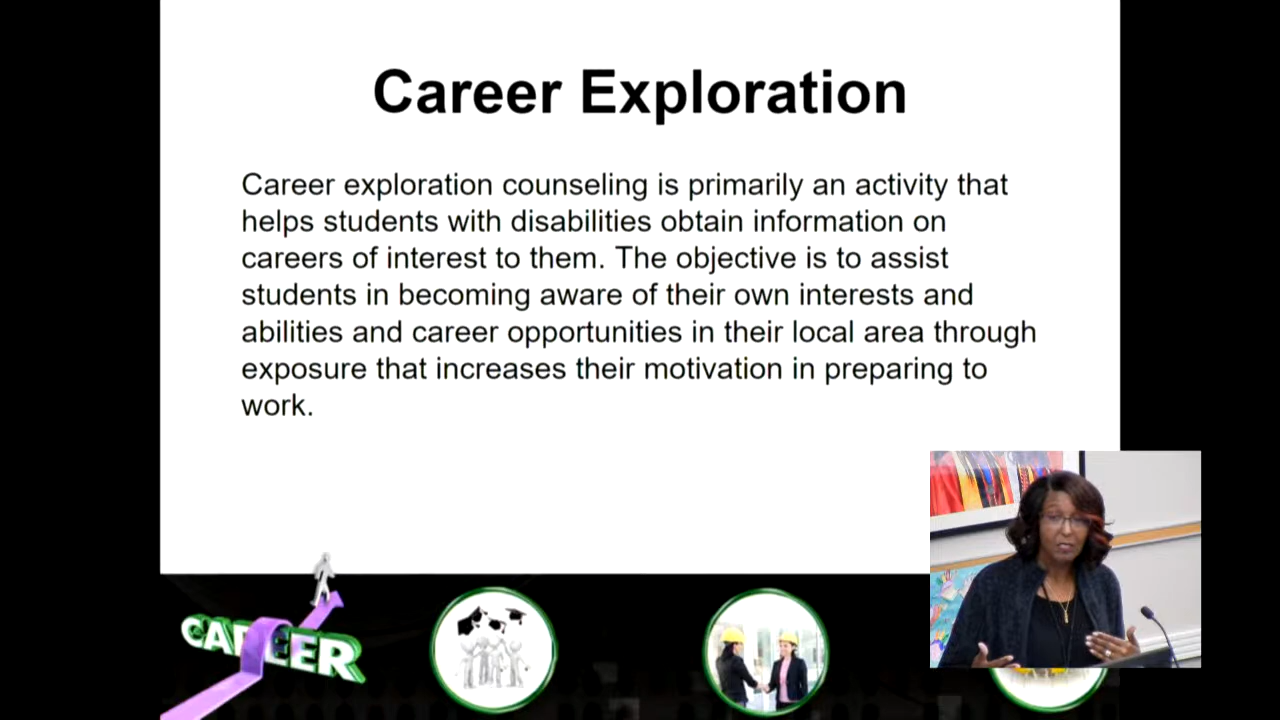 Career Exploration
Career exploration counseling is primarily an activity that
helps students with disabilities obtain information on
careers of interest to them. The objective is to assist
students in becoming aware of their own interests and
abilities and career opportunities in their local area through
exposure that increases their motivation in preparing to
work.
CAREER